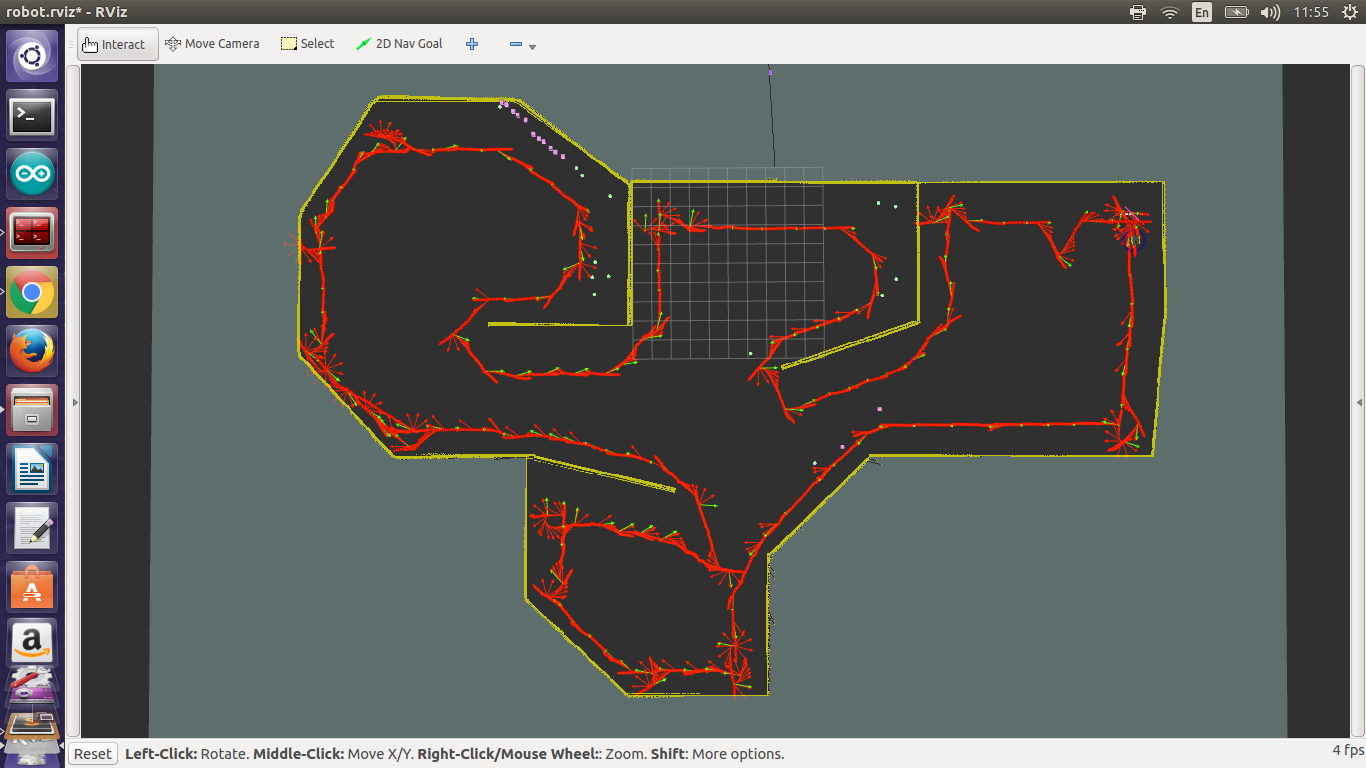 robot.rviz* - RViz
En
11:55
Interact
Move Camera
Select
2D Nav Goal
Reset
Left-Click: Rotate. Middle-Click: Move X/Y. Right-Click/Mouse Wheel:: Zoom. Shift: More options.
4 fps